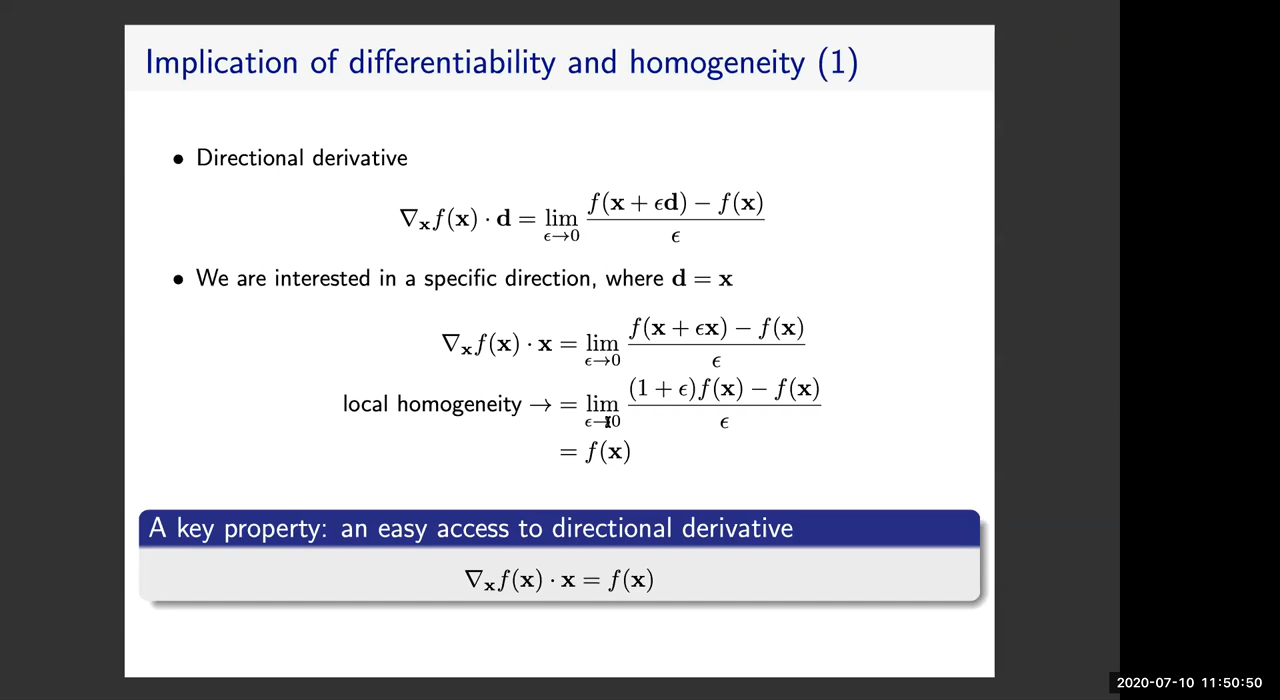 Implication of differentiability and homogeneity (1)
• Directional derivative
∇ₓf(𝐱) · 𝐝 = lim_{ϵ→0} (f(𝐱 + ϵ𝐝) − f(𝐱)) / ϵ
• We are interested in a specific direction, where 𝐝 = 𝐱
∇ₓf(𝐱) · 𝐱 = lim_{ϵ→0} (f(𝐱 + ϵ𝐱) − f(𝐱)) / ϵ
local homogeneity → = lim_{ϵ→0} ((1 + ϵ)f(𝐱) − f(𝐱)) / ϵ
= f(𝐱)
A key property: an easy access to directional derivative
∇ₓf(𝐱) · 𝐱 = f(𝐱)
2020-07-10 11:50:50